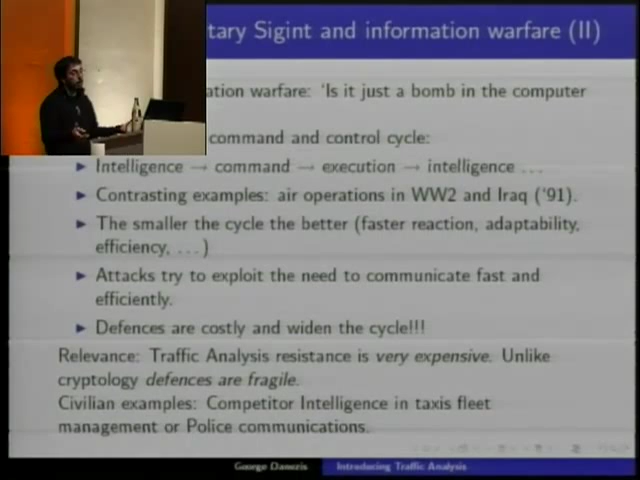 tary Sigint and information warfare (II)
ation warfare: 'Is it just a bomb in the computer
command and control cycle:
Intelligence → command → execution → intelligence ...
Contrasting examples: air operations in WW2 and Iraq ('91).
The smaller the cycle the better (faster reaction, adaptability,
efficiency, ...)
Attacks try to exploit the need to communicate fast and
efficiently.
Defences are costly and widen the cycle!!!
Relevance: Traffic Analysis resistance is very expensive. Unlike
cryptology defences are fragile.
Civilian examples: Competitor Intelligence in taxis fleet
management or Police communications.
George Danezis Introducing Traffic Analysis